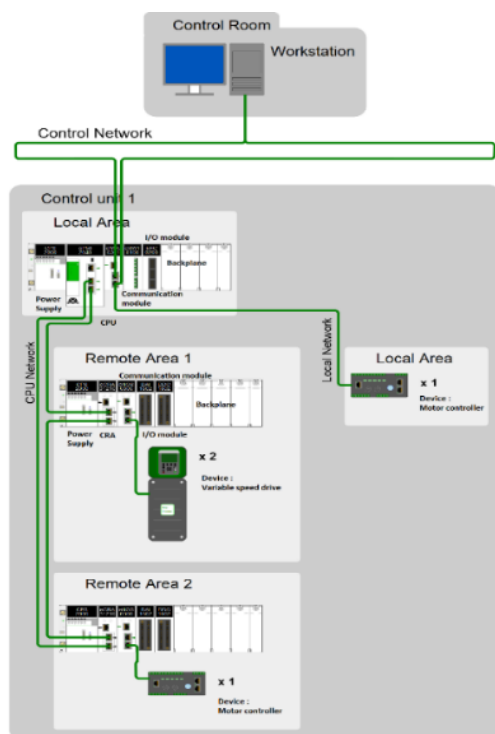 Control Room
Workstation
Control Network
Control unit 1
Local Area
I/O module
Backplane
Power
Supply
Communication
module
CPU
CPU Network
Local Network
Remote Area 1
Communication module
Backplane
Power
Supply
CRA
I/O module
x 2
Device :
Variable speed drive
Local Area
x 1
Device :
Motor controller
Remote Area 2
x 1
Device :
Motor controller